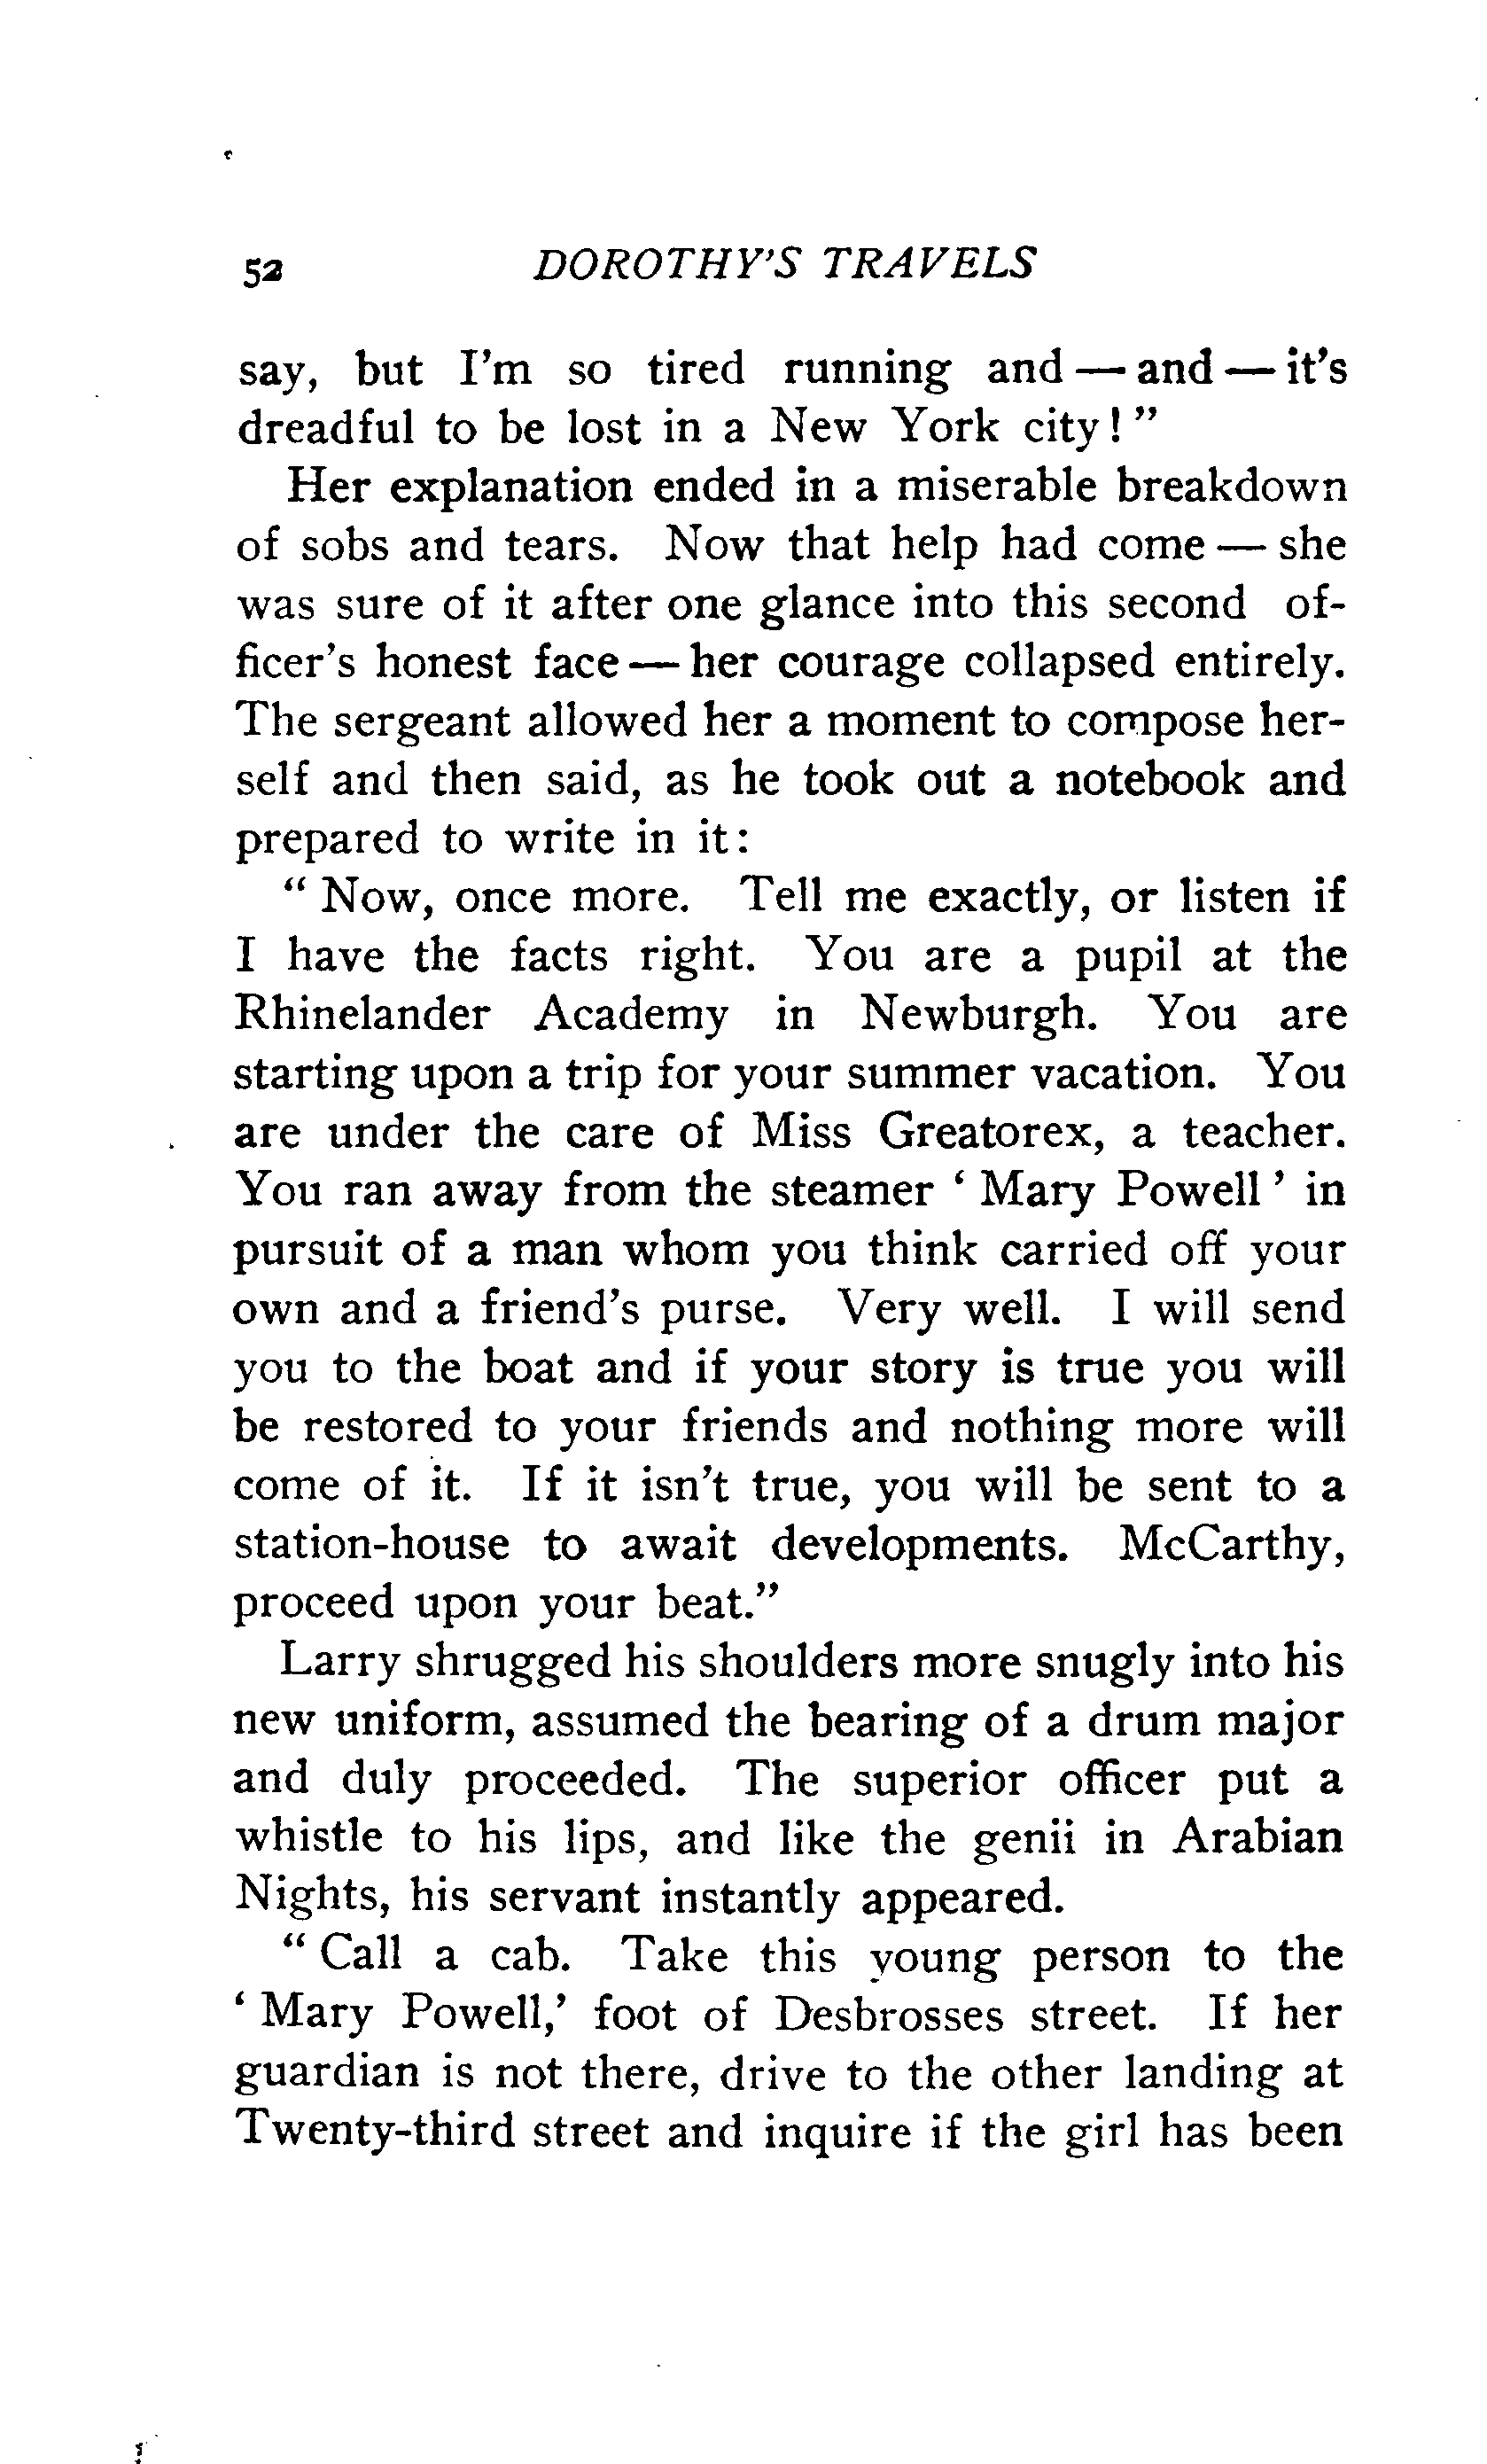 52 DOROTHY'S TRAVELS
say, but I'm so tired running and — and — it's
dreadful to be lost in a New York city! "
Her explanation ended in a miserable breakdown
of sobs and tears. Now that help had come — she
was sure of it after one glance into this second of-
ficer's honest face — her courage collapsed entirely.
The sergeant allowed her a moment to compose her-
self and then said, as he took out a notebook and
prepared to write in it:
" Now, once more. Tell me exactly, or listen if
I have the facts right. You are a pupil at the
Rhinelander Academy in Newburgh. You are
starting upon a trip for your summer vacation. You
are under the care of Miss Greatorex, a teacher.
You ran away from the steamer ' Mary Powell ' in
pursuit of a man whom you think carried off your
own and a friend's purse. Very well. I will send
you to the boat and if your story is true you will
be restored to your friends and nothing more will
come of it. If it isn't true, you will be sent to a
station-house to await developments. McCarthy,
proceed upon your beat."
Larry shrugged his shoulders more snugly into his
new uniform, assumed the bearing of a drum major
and duly proceeded. The superior officer put a
whistle to his lips, and like the genii in Arabian
Nights, his servant instantly appeared.
" Call a cab. Take this young person to the
' Mary Powell,' foot of Desbrosses street. If her
guardian is not there, drive to the other landing at
Twenty-third street and inquire if the girl has been